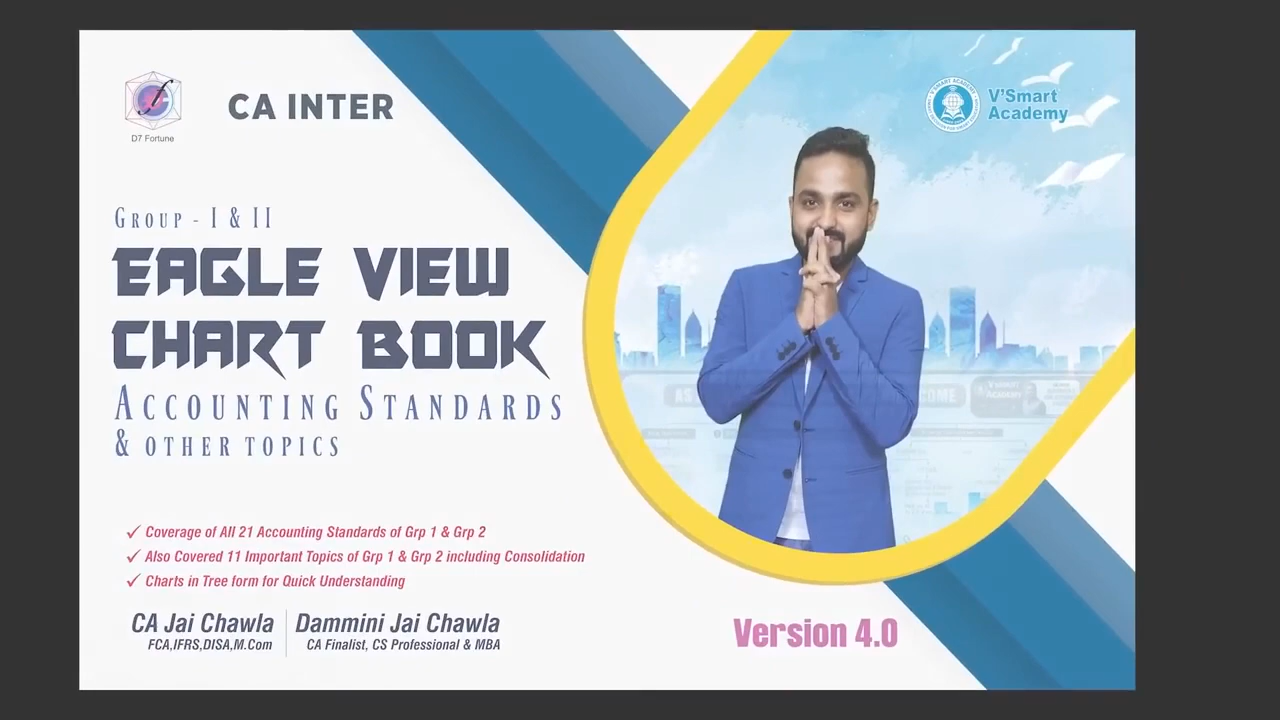 D7 Fortune
CA INTER
V'Smart
Academy
GROUP - I & II
EAGLE VIEW
CHART BOOK
ACCOUNTING STANDARDS
& OTHER TOPICS
✓ Coverage of All 21 Accounting Standards of Grp 1 & Grp 2
✓ Also Covered 11 Important Topics of Grp 1 & Grp 2 including Consolidation
✓ Charts in Tree form for Quick Understanding
CA Jai Chawla
FCA,IFRS,DISA,M.Com
Dammini Jai Chawla
CA Finalist, CS Professional & MBA
Version 4.0